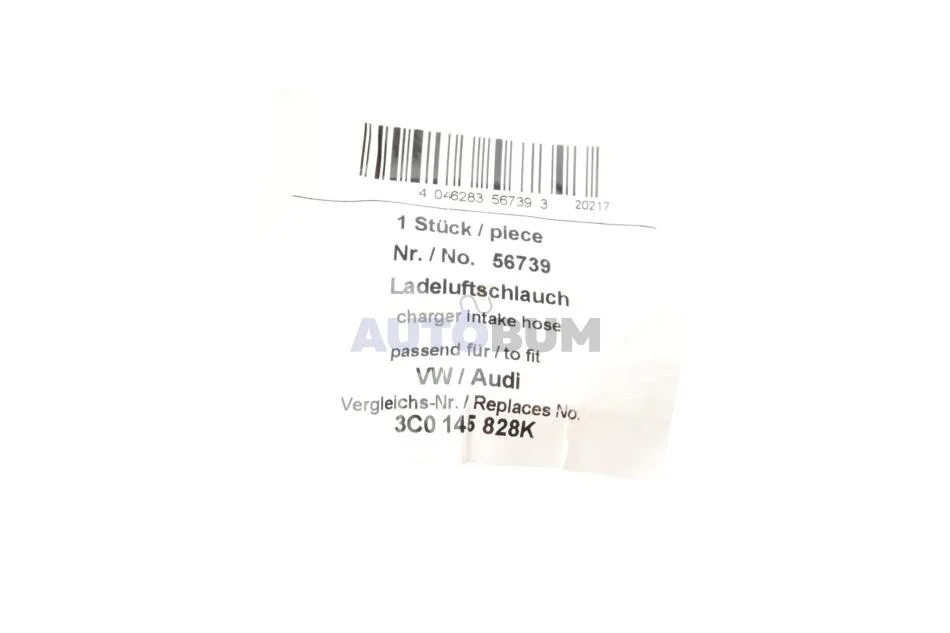 4 046283 56739 3 20217
1 Stück / piece
Nr. / No. 56739
Ladeluftschlauch
charger intake hose
AUTOBUM
passend für / to fit
VW / Audi
Vergleichs-Nr. / Replaces No.
3C0 145 828K